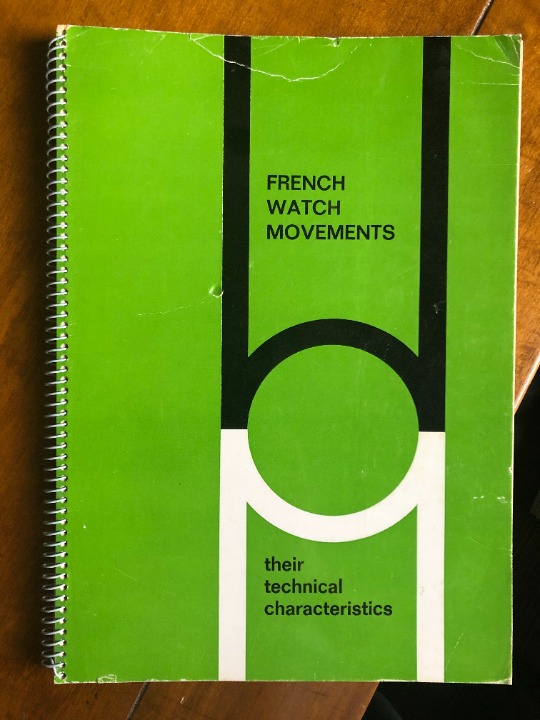 FRENCH
WATCH
MOVEMENTS
their
technical
characteristics